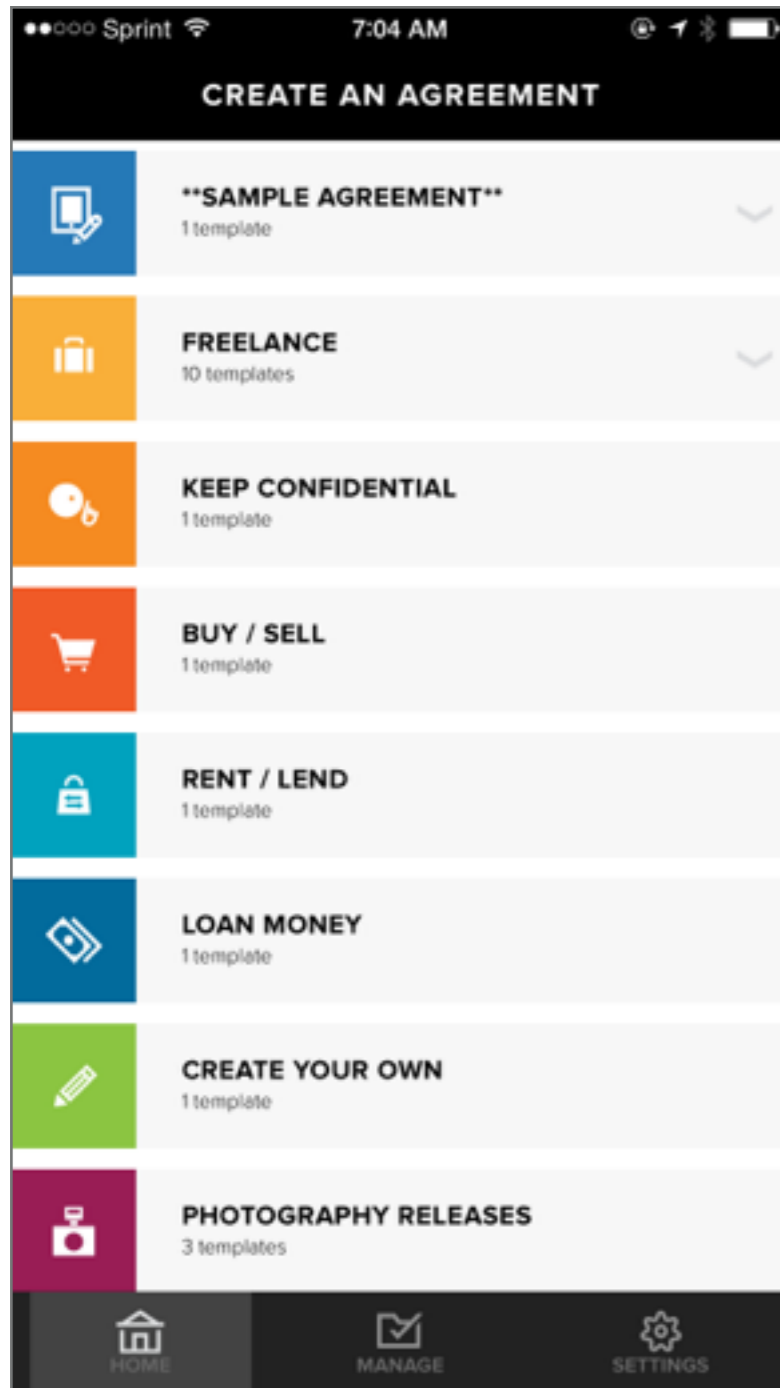 Sprint 7:04 AM
CREATE AN AGREEMENT
**SAMPLE AGREEMENT**
1 template
FREELANCE
10 templates
KEEP CONFIDENTIAL
1 template
BUY / SELL
1 template
RENT / LEND
1 template
LOAN MONEY
1 template
CREATE YOUR OWN
1 template
PHOTOGRAPHY RELEASES
3 templates
HOME MANAGE SETTINGS